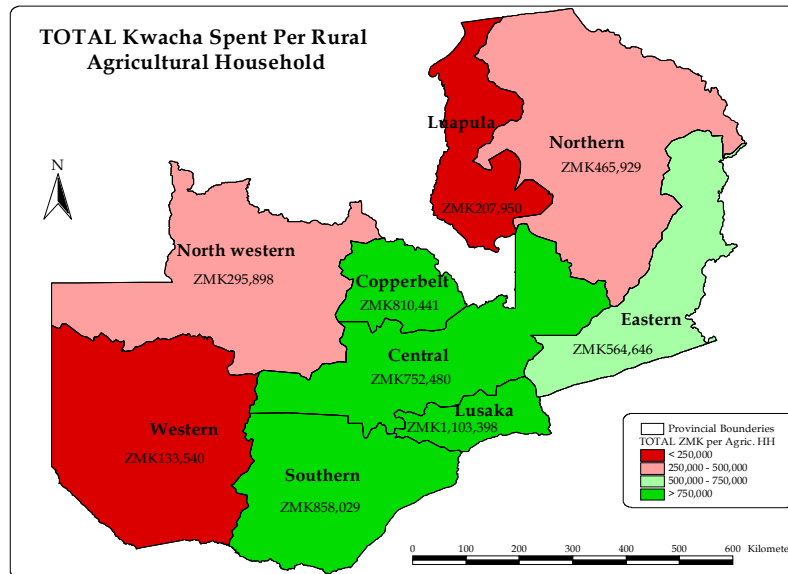 TOTAL Kwacha Spent Per Rural
Agricultural Household
N
Luapula
ZMK207,950
Northern
ZMK465,929
North western
ZMK295,898
Copperbelt
ZMK810,441
Eastern
ZMK564,646
Central
ZMK752,480
Lusaka
ZMK1,103,398
Western
ZMK133,540
Southern
ZMK858,029
Provincial Bounderies
TOTAL ZMK per Agric. HH
< 250,000
250,000 - 500,000
500,000 - 750,000
> 750,000
0 100 200 300 400 500 600 Kilomete